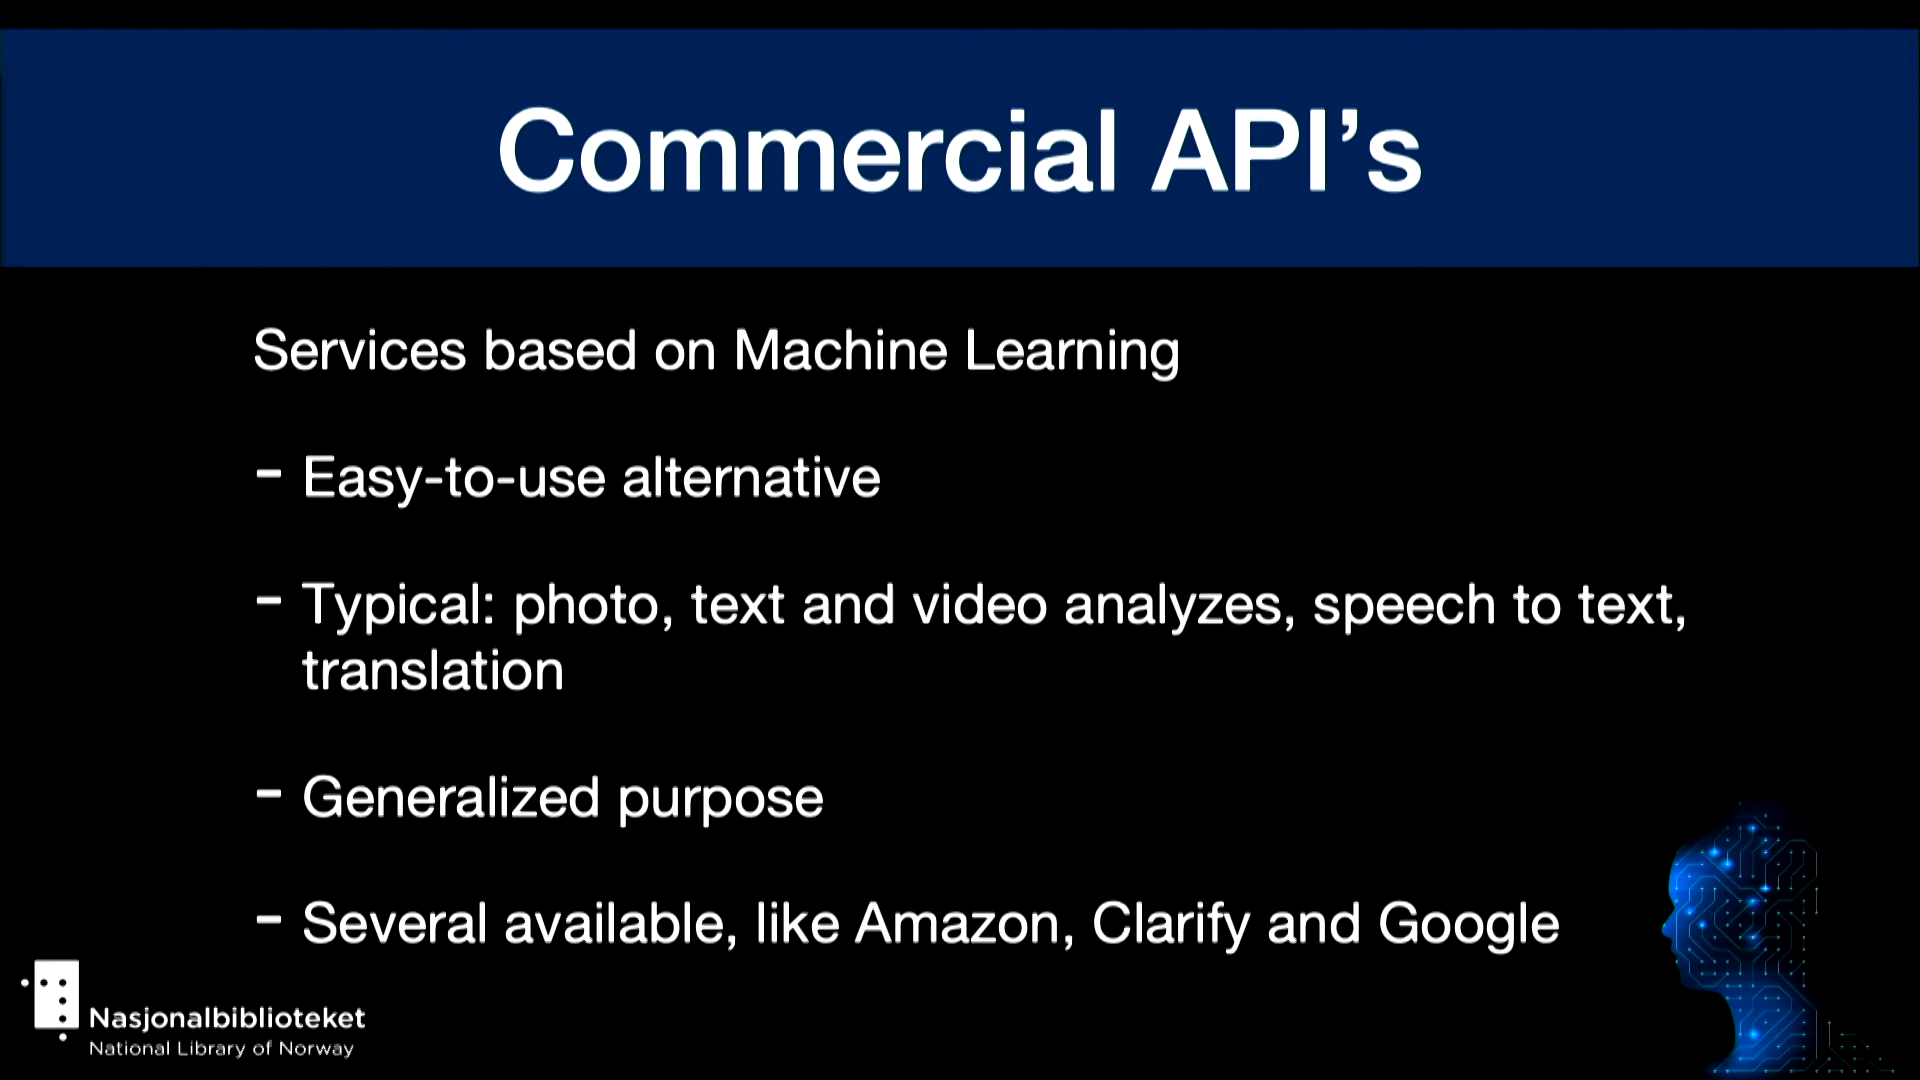 Commercial API’s
Services based on Machine Learning
- Easy-to-use alternative
- Typical: photo, text and video analyzes, speech to text,
translation
- Generalized purpose
- Several available, like Amazon, Clarify and Google
Nasjonalbiblioteket
National Library of Norway